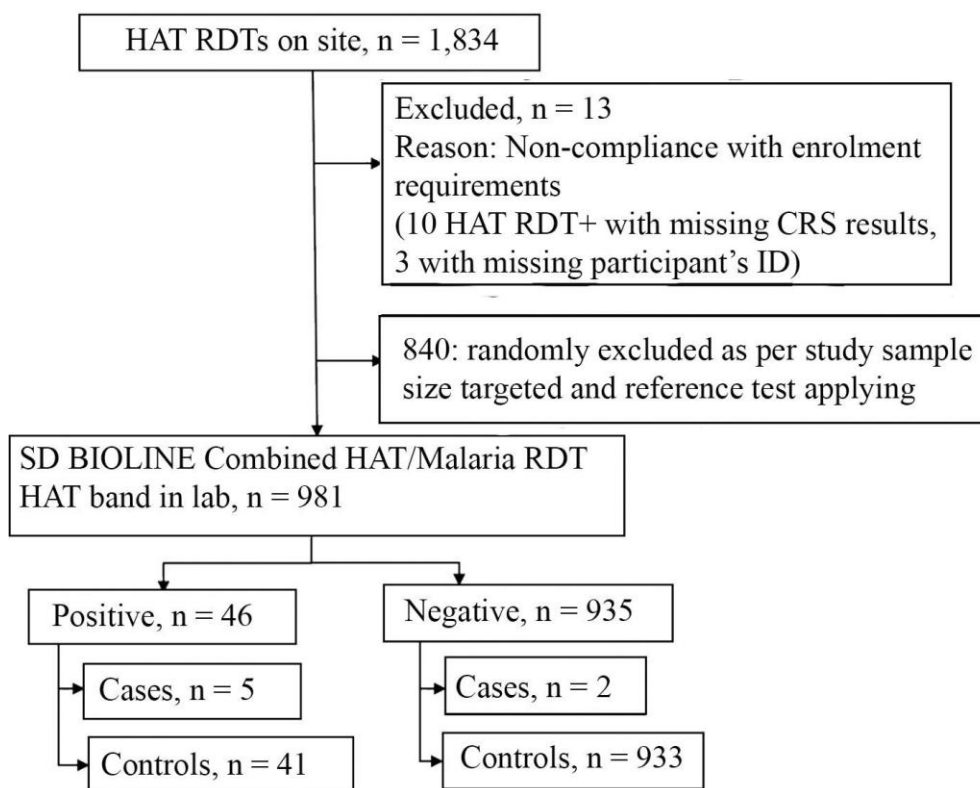 HAT RDTs on site, n = 1,834
Excluded, n = 13
Reason: Non-compliance with enrolment
requirements
(10 HAT RDT+ with missing CRS results,
3 with missing participant’s ID)
840: randomly excluded as per study sample
size targeted and reference test applying
SD BIOLINE Combined HAT/Malaria RDT
HAT band in lab, n = 981
Positive, n = 46
Negative, n = 935
Cases, n = 5
Cases, n = 2
Controls, n = 41
Controls, n = 933